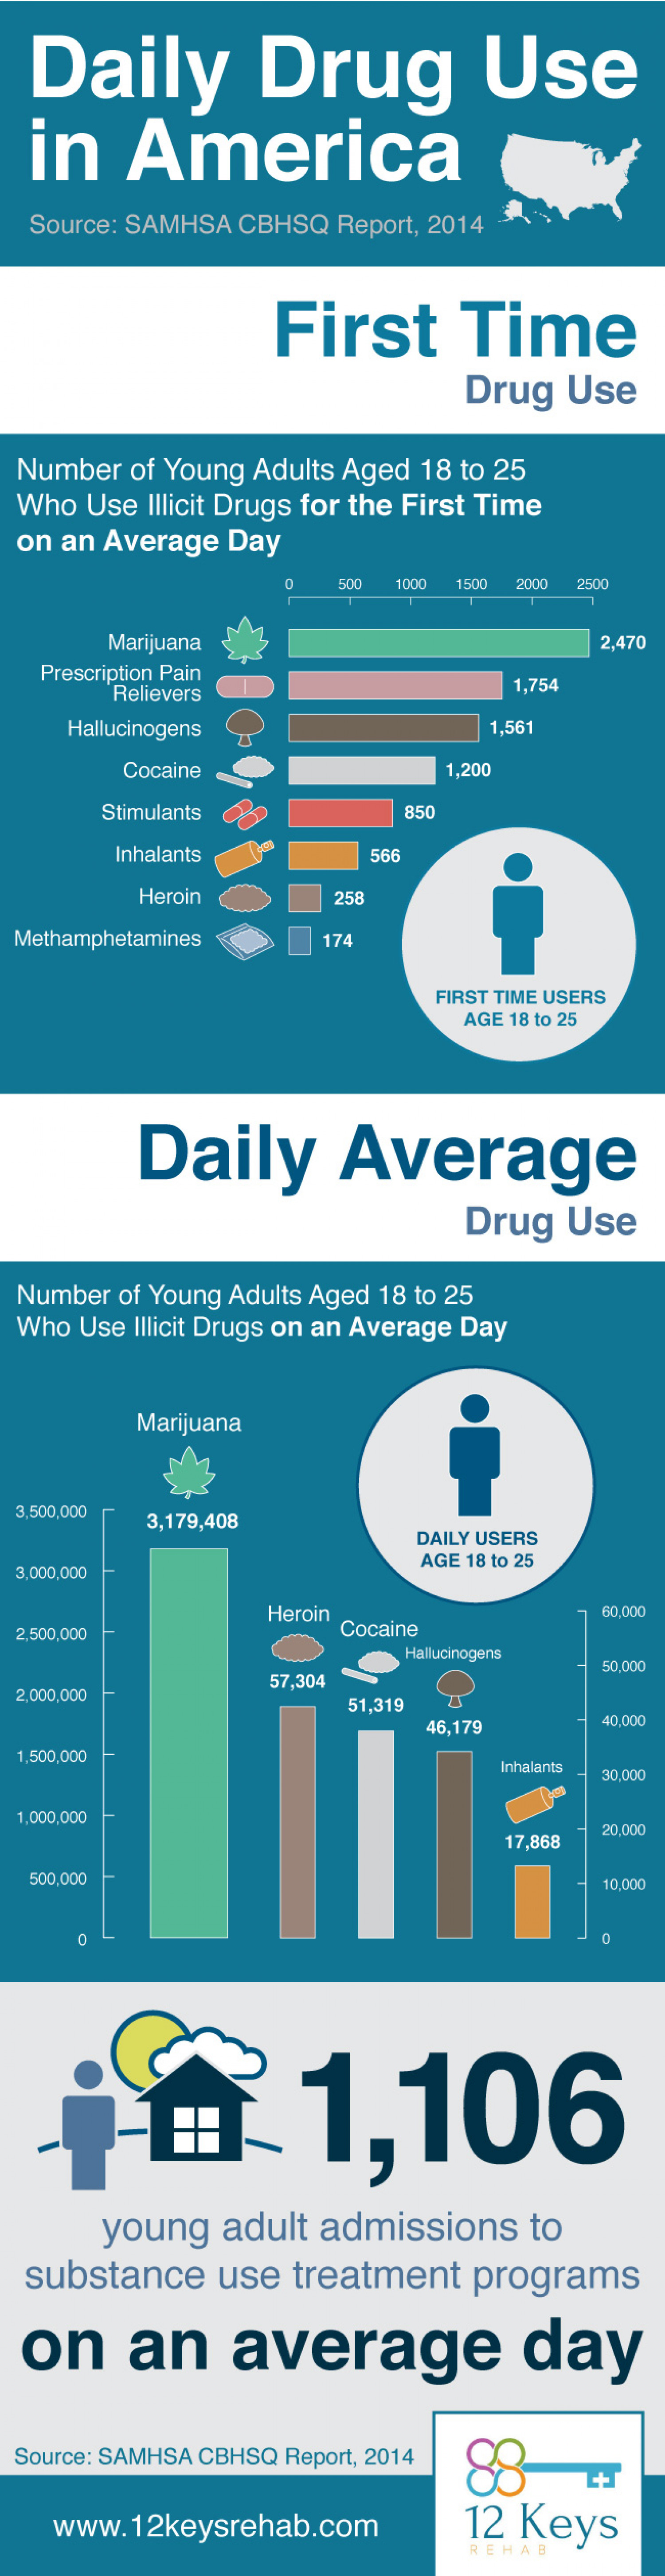 Daily Drug Use
in America
Source: SAMHSA CBHSQ Report, 2014
First Time
Drug Use
Number of Young Adults Aged 18 to 25
Who Use Illicit Drugs for the First Time
on an Average Day
0 500 1000 1500 2000 2500
Marijuana 2,470
Prescription Pain
Relievers 1,754
Hallucinogens 1,561
Cocaine 1,200
Stimulants 850
Inhalants 566
Heroin 258
Methamphetamines 174
FIRST TIME USERS
AGE 18 to 25
Daily Average
Drug Use
Number of Young Adults Aged 18 to 25
Who Use Illicit Drugs on an Average Day
DAILY USERS
AGE 18 to 25
3,500,000
3,000,000
2,500,000
2,000,000
1,500,000
1,000,000
500,000
0
Marijuana
3,179,408
Heroin
57,304
Cocaine
51,319
Hallucinogens
46,179
Inhalants
17,868
60,000
50,000
40,000
30,000
20,000
10,000
0
1,106
young adult admissions to
substance use treatment programs
on an average day
Source: SAMHSA CBHSQ Report, 2014
www.12keysrehab.com
12 Keys
REHAB